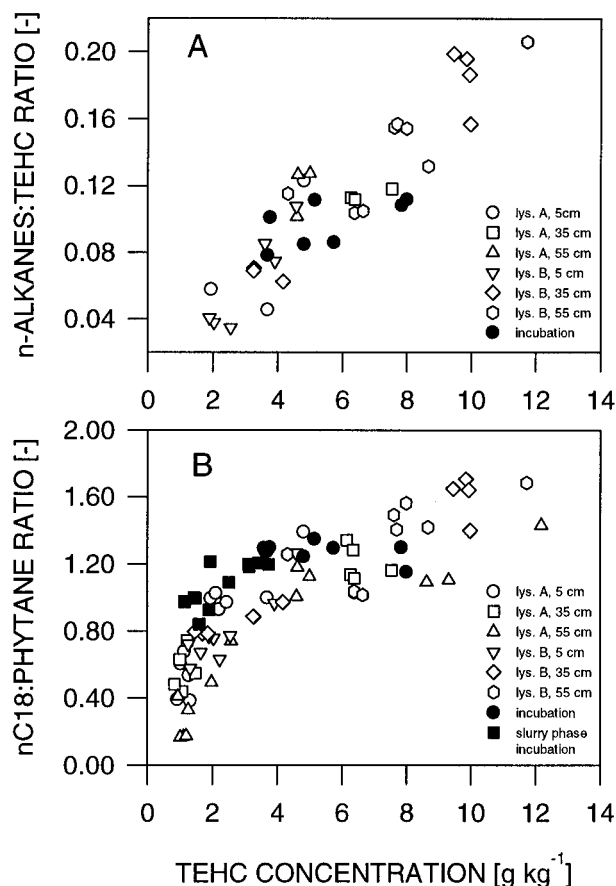 n-ALKANES:TEHC RATIO [-]
A
0.20
0.16
0.12
0.08
0.04
lys. A, 5cm
lys. A, 35 cm
lys. A, 55 cm
lys. B, 5 cm
lys. B, 35 cm
lys. B, 55 cm
incubation
0 2 4 6 8 10 12 14
nC18:PHYTANE RATIO [-]
B
2.00
1.60
1.20
0.80
0.40
0.00
lys. A, 5 cm
lys. A, 35 cm
lys. A, 55 cm
lys. B, 5 cm
lys. B, 35 cm
lys. B, 55 cm
incubation
slurry phase
incubation
0 2 4 6 8 10 12 14
TEHC CONCENTRATION [g kg⁻¹]